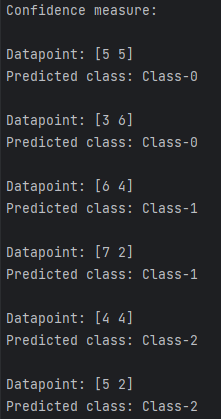 Confidence measure:
Datapoint: [5 5]
Predicted class: Class-0
Datapoint: [3 6]
Predicted class: Class-0
Datapoint: [6 4]
Predicted class: Class-1
Datapoint: [7 2]
Predicted class: Class-1
Datapoint: [4 4]
Predicted class: Class-2
Datapoint: [5 2]
Predicted class: Class-2